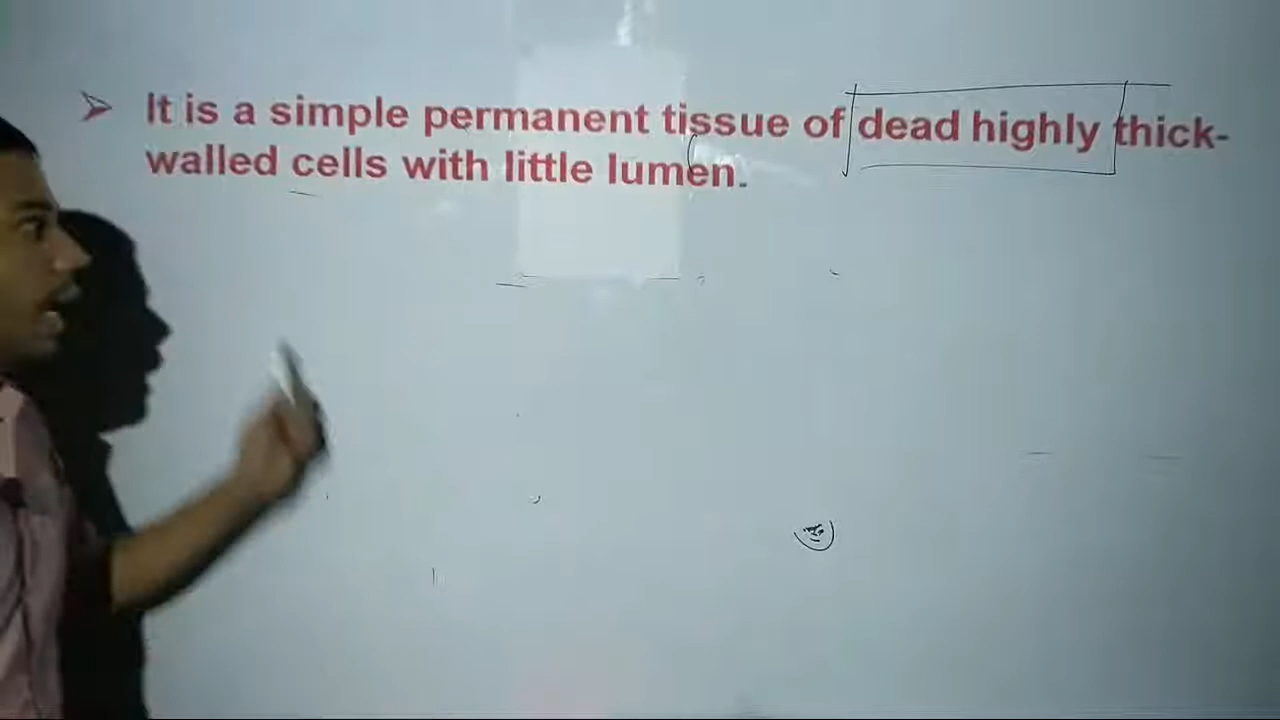 It is a simple permanent tissue of dead highly thick-
walled cells with little lumen.